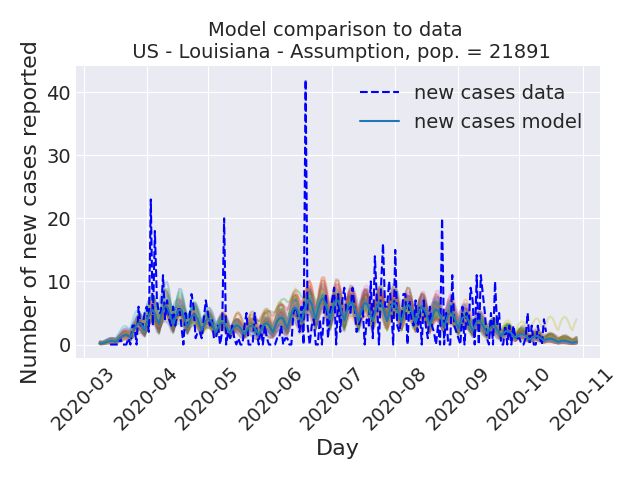 Model comparison to data
US - Louisiana - Assumption, pop. = 21891
Number of new cases reported
40
30
20
10
0
new cases data
new cases model
2020-03
2020-04
2020-05
2020-06
2020-07
2020-08
2020-09
2020-10
2020-11
Day